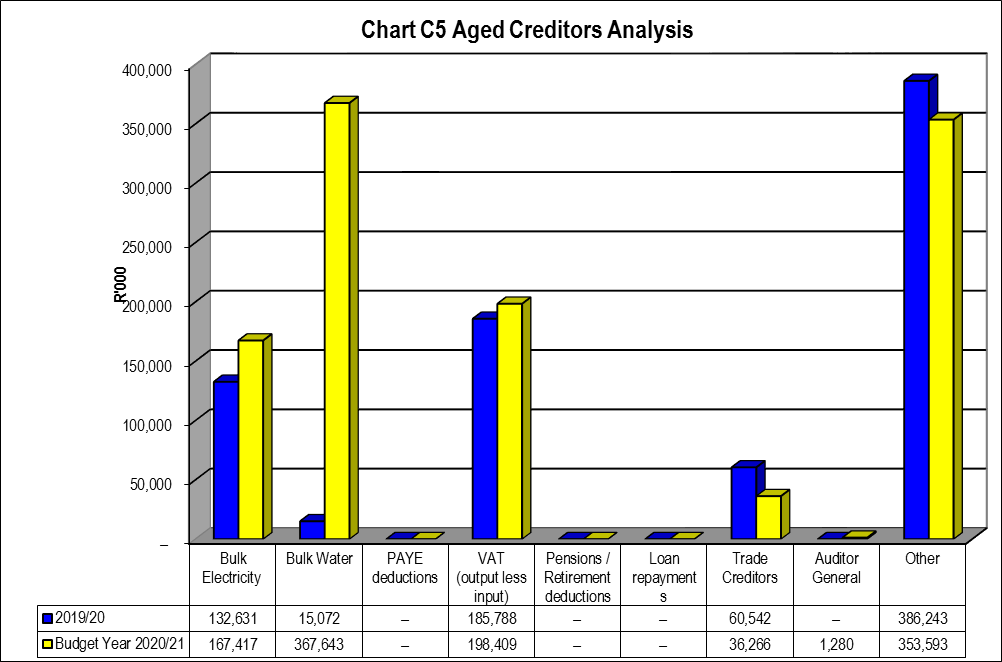 Chart C5 Aged Creditors Analysis
400,000
350,000
300,000
250,000
200,000
150,000
100,000
50,000
–
R'000
Bulk Electricity Bulk Water PAYE deductions VAT (output less input) Pensions / Retirement deductions Loan repayment s Trade Creditors Auditor General Other
2019/20 132,631 15,072 – 185,788 – – 60,542 – 386,243
Budget Year 2020/21 167,417 367,643 – 198,409 – – 36,266 1,280 353,593